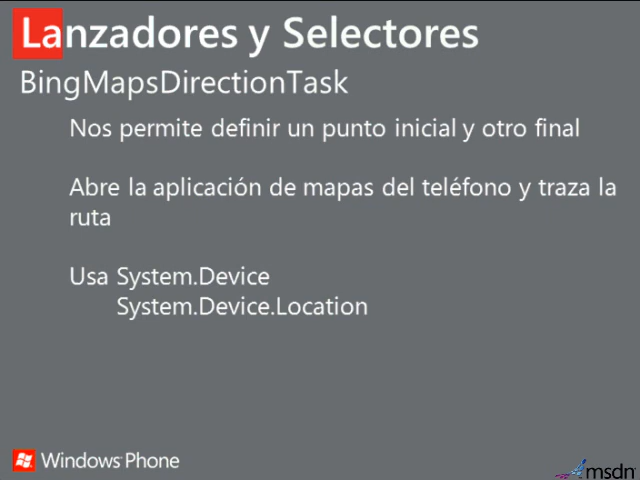 Lanzadores y Selectores
BingMapsDirectionTask
Nos permite definir un punto inicial y otro final
Abre la aplicación de mapas del teléfono y traza la
ruta
Usa System.Device
System.Device.Location
Windows Phone
msdn